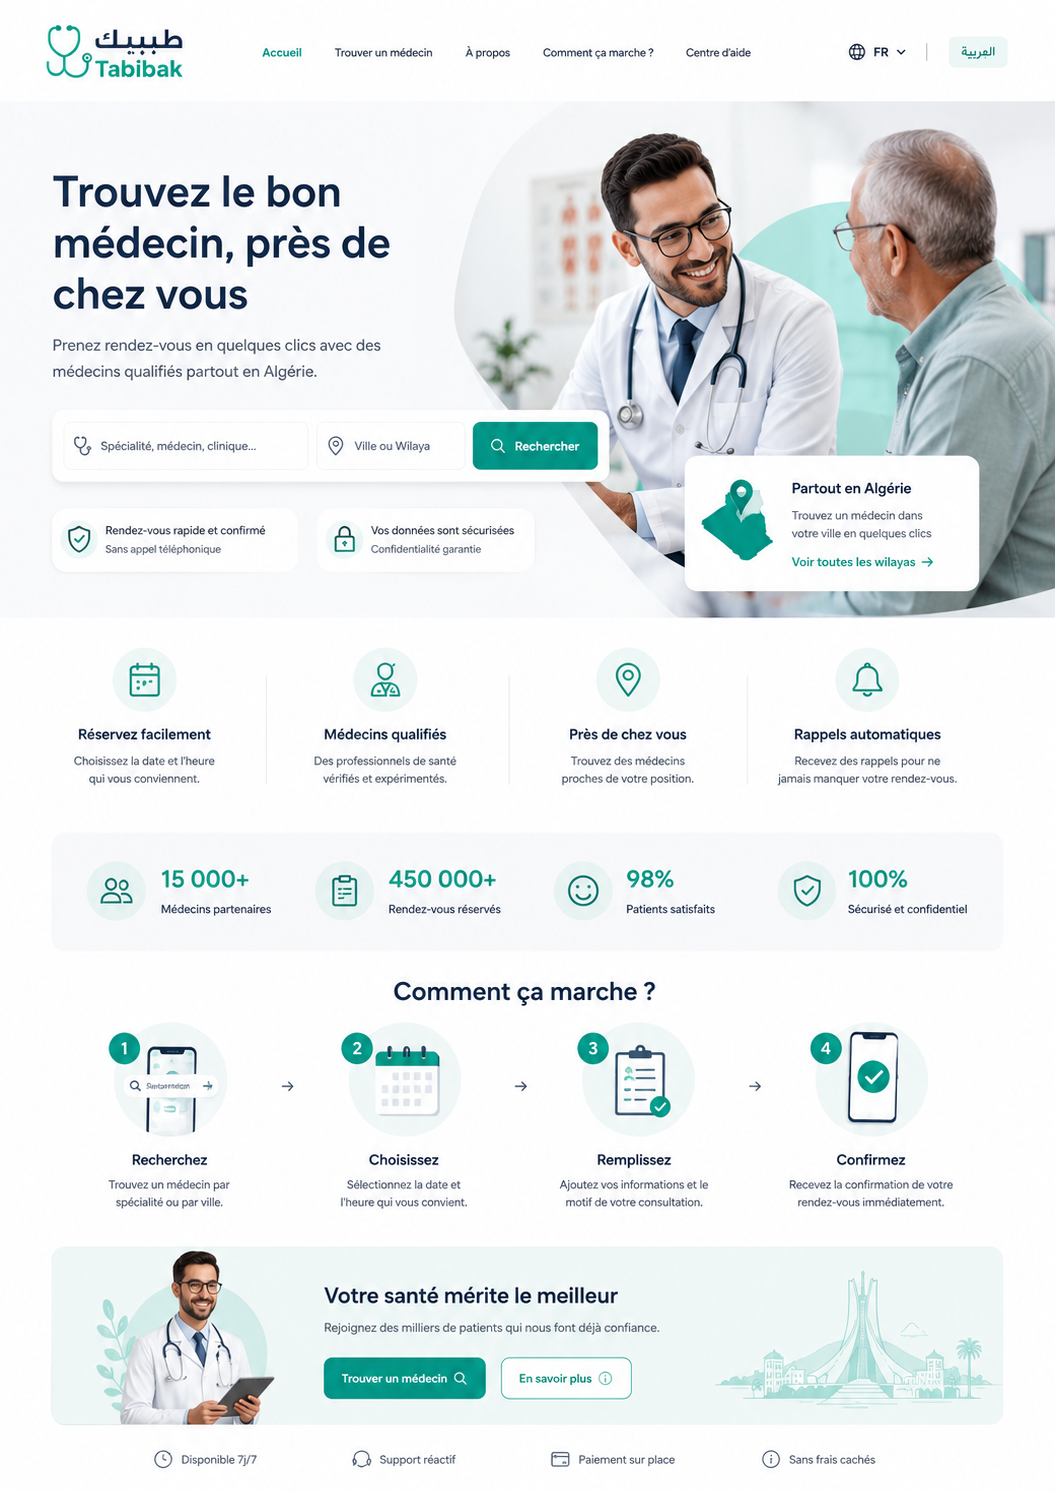 طبيبك
Tabibak
Accueil
Trouver un médecin
À propos
Comment ça marche ?
Centre d'aide
FR
العربية
Trouvez le bon
médecin, près de
chez vous
Prenez rendez-vous en quelques clics avec des
médecins qualifiés partout en Algérie.
Spécialité, médecin, clinique...
Ville ou Wilaya
Rechercher
Rendez-vous rapide et confirmé
Sans appel téléphonique
Vos données sont sécurisées
Confidentialité garantie
Partout en Algérie
Trouvez un médecin dans
votre ville en quelques clics
Voir toutes les wilayas →
Réservez facilement
Choisissez la date et l'heure
qui vous conviennent.
Médecins qualifiés
Des professionnels de santé
vérifiés et expérimentés.
Près de chez vous
Trouvez des médecins
proches de votre position.
Rappels automatiques
Recevez des rappels pour ne
jamais manquer votre rendez-vous.
15 000+
Médecins partenaires
450 000+
Rendez-vous réservés
98%
Patients satisfaits
100%
Sécurisé et confidentiel
Comment ça marche ?
1
Recherchez
Trouvez un médecin par
spécialité ou par ville.
2
Choisissez
Sélectionnez la date et
l'heure qui vous convient.
3
Remplissez
Ajoutez vos informations et le
motif de votre consultation.
4
Confirmez
Recevez la confirmation de votre
rendez-vous immédiatement.
Votre santé mérite le meilleur
Rejoignez des milliers de patients qui nous font déjà confiance.
Trouver un médecin
En savoir plus
Disponible 7j/7
Support réactif
Paiement sur place
Sans frais cachés